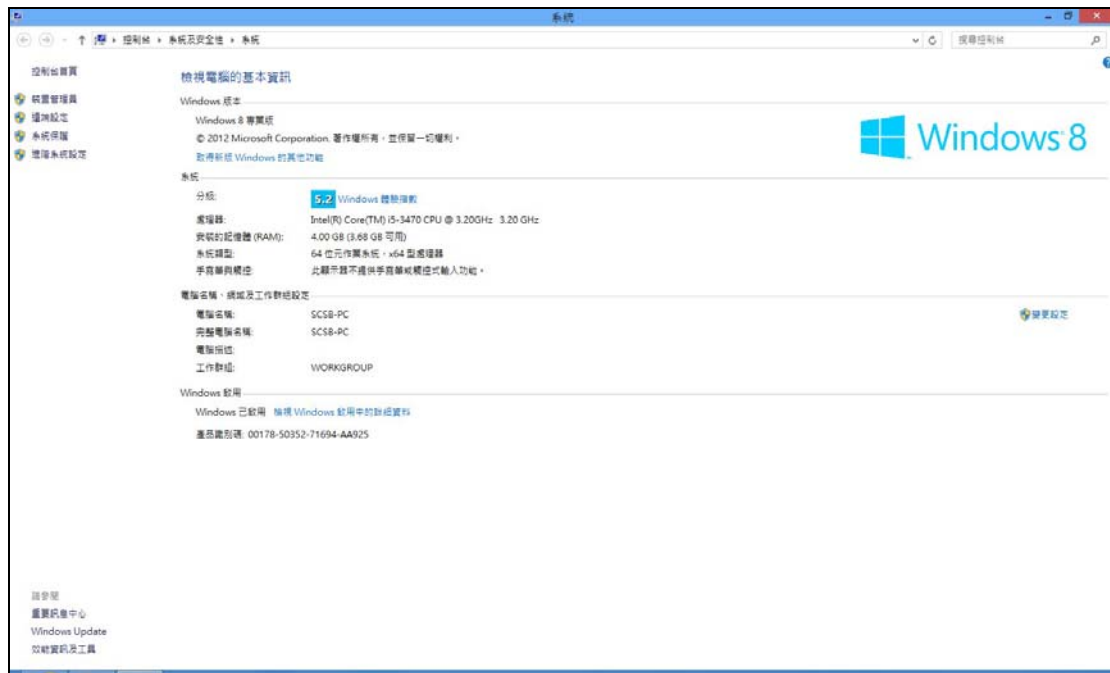 系統
控制台 ▸ 系統及安全性 ▸ 系統
搜尋控制台
控制台首頁
裝置管理員
遠端設定
系統保護
進階系統設定
檢視電腦的基本資訊
Windows 版本
Windows 8 專業版
© 2012 Microsoft Corporation. 著作權所有，並保留一切權利。
取得新版 Windows 的其他功能
Windows 8
系統
分級: 5.2 Windows 體驗指數
處理器: Intel(R) Core(TM) i5-3470 CPU @ 3.20GHz 3.20 GHz
安裝的記憶體 (RAM): 4.00 GB (3.68 GB 可用)
系統類型: 64 位元作業系統，x64 型處理器
手寫筆與觸控: 此顯示器不提供手寫筆或觸控式輸入功能。
電腦名稱、網域及工作群組設定
電腦名稱: SCSB-PC
變更設定
完整電腦名稱: SCSB-PC
電腦描述:
工作群組: WORKGROUP
Windows 啟用
Windows 已啟用 檢視 Windows 啟用中的詳細資料
產品識別碼: 00178-50352-71694-AA925
請參閱
重要訊息中心
Windows Update
效能資訊及工具